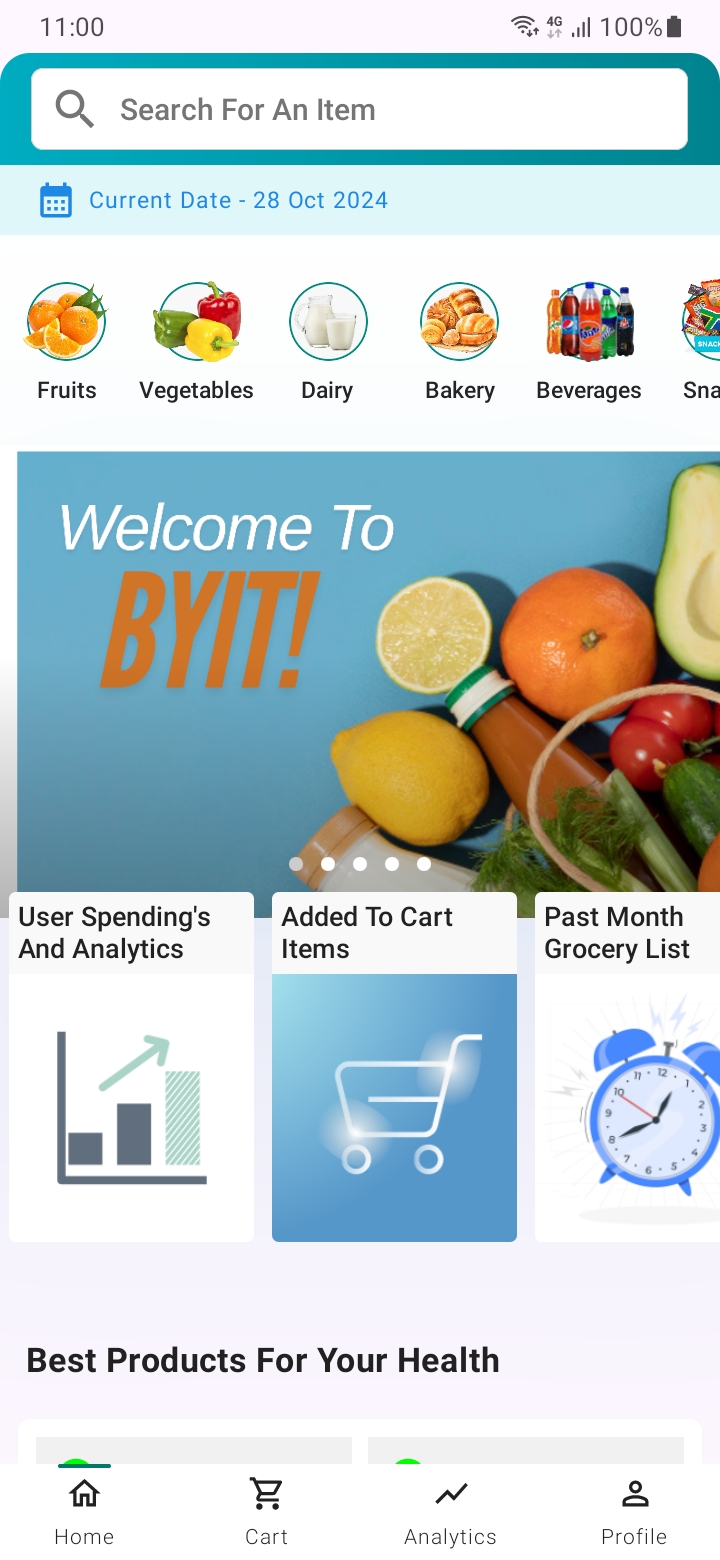 11:00
4G
100%
Search For An Item
Current Date - 28 Oct 2024
Fruits
Vegetables
Dairy
Bakery
Beverages
Sna
Welcome To
BYIT!
User Spending's
And Analytics
Added To Cart
Items
Past Month
Grocery List
Best Products For Your Health
Home
Cart
Analytics
Profile